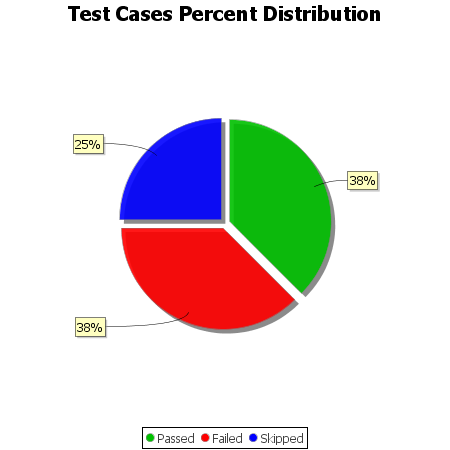 Test Cases Percent Distribution
25%
38%
38%
Passed Failed Skipped